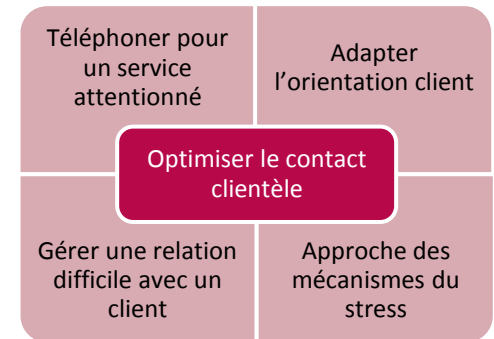 Téléphoner pour
un service
attentionné
Adapter
l'orientation client
Optimiser le contact
clientèle
Gérer une relation
difficile avec un
client
Approche des
mécanismes du
stress